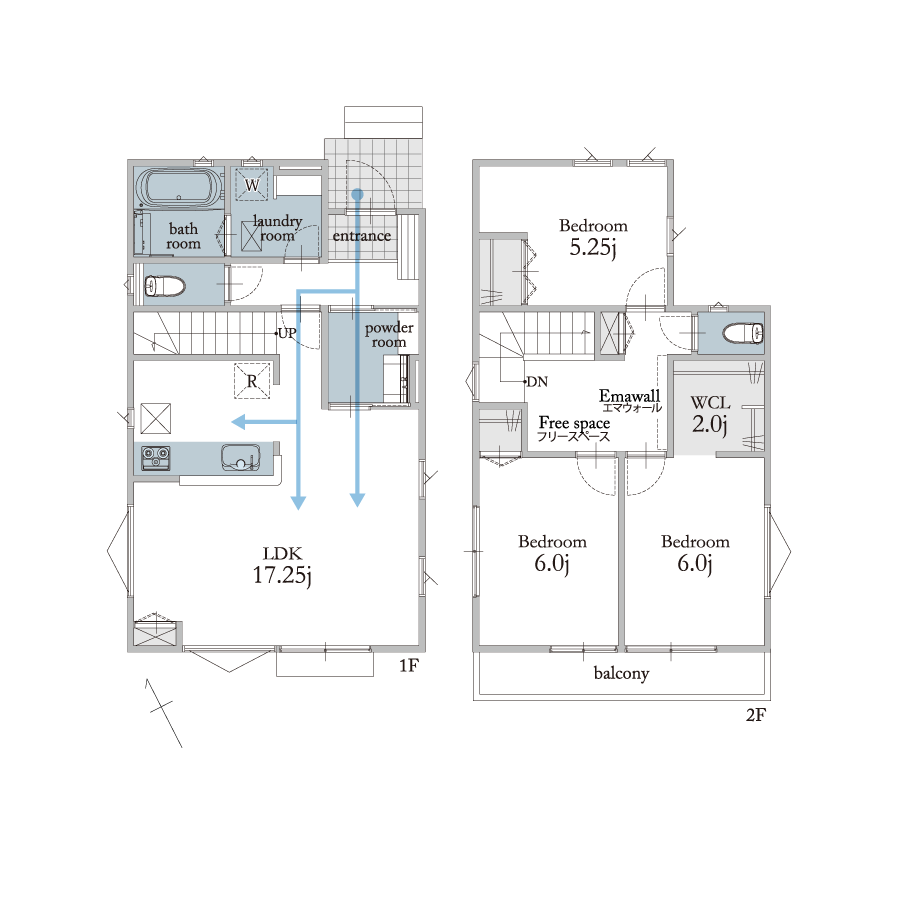 bath
room
W
laundry
room
entrance
UP
powder
room
R
LDK
17.25j
1F
Bedroom
5.25j
DN
Emawall
エマウォール
Free space
フリースペース
WCL
2.0j
Bedroom
6.0j
Bedroom
6.0j
balcony
2F